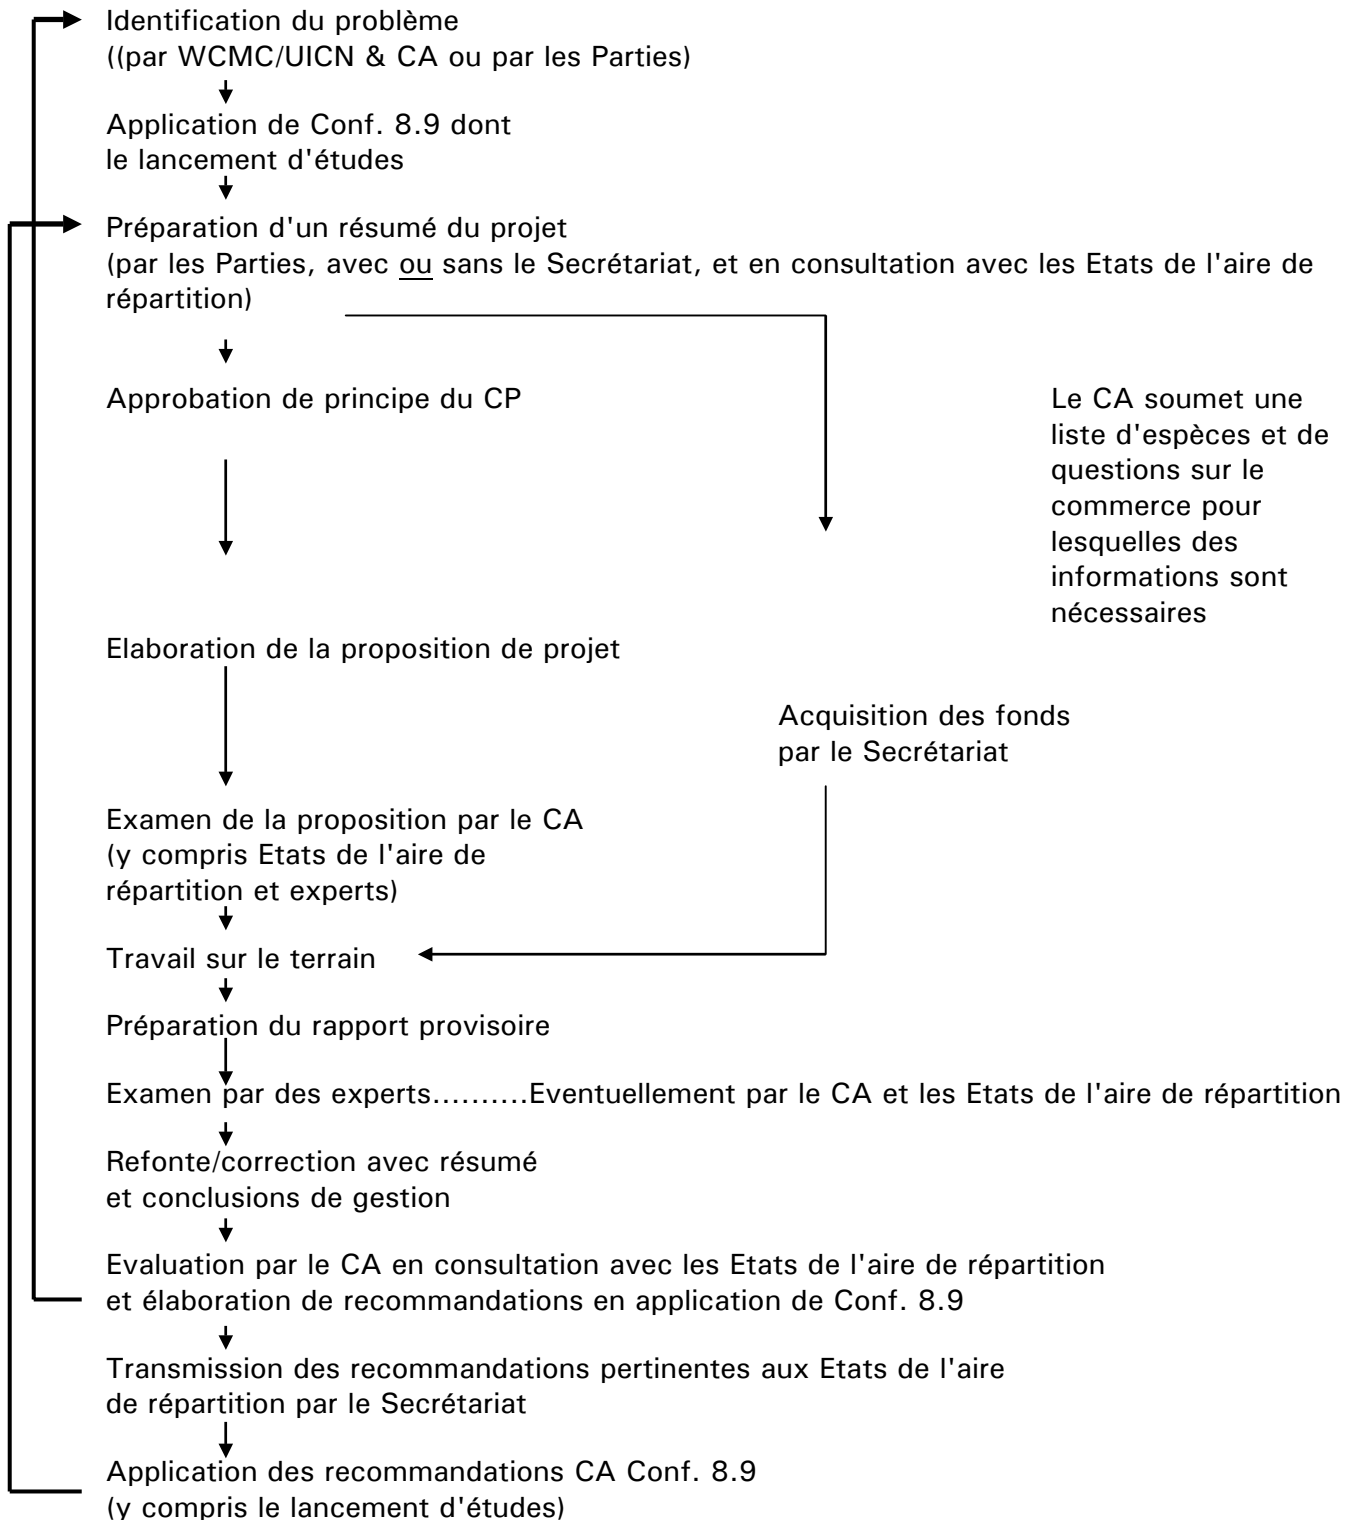 Identification du problème
((par WCMC/UICN & CA ou par les Parties)
Application de Conf. 8.9 dont
le lancement d'études
Préparation d'un résumé du projet
(par les Parties, avec ou sans le Secrétariat, et en consultation avec les Etats de l'aire de
répartition)
Approbation de principe du CP
Le CA soumet une
liste d'espèces et de
questions sur le
commerce pour
lesquelles des
informations sont
nécessaires
Elaboration de la proposition de projet
Acquisition des fonds
par le Secrétariat
Examen de la proposition par le CA
(y compris Etats de l'aire de
répartition et experts)
Travail sur le terrain
Préparation du rapport provisoire
Examen par des experts..........Eventuellement par le CA et les Etats de l'aire de répartition
Refonte/correction avec résumé
et conclusions de gestion
Evaluation par le CA en consultation avec les Etats de l'aire de répartition
et élaboration de recommandations en application de Conf. 8.9
Transmission des recommandations pertinentes aux Etats de l'aire
de répartition par le Secrétariat
Application des recommandations CA Conf. 8.9
(y compris le lancement d'études)